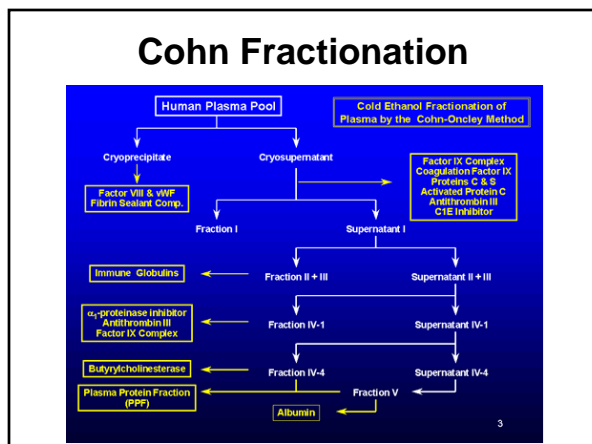 Cohn Fractionation
Human Plasma Pool
Cold Ethanol Fractionation of
Plasma by the Cohn-Oncley Method
Cryoprecipitate
Cryosupernatant
Factor VIII & vWF
Fibrin Sealant Comp.
Factor IX Complex
Coagulation Factor IX
Proteins C & S
Activated Protein C
Antithrombin III
C1E Inhibitor
Fraction I
Supernatant I
Immune Globulins
Fraction II + III
Supernatant II + III
α1-proteinase inhibitor
Antithrombin III
Factor IX Complex
Fraction IV-1
Supernatant IV-1
Butyrylcholinesterase
Fraction IV-4
Supernatant IV-4
Plasma Protein Fraction
(PPF)
Fraction V
Albumin
3